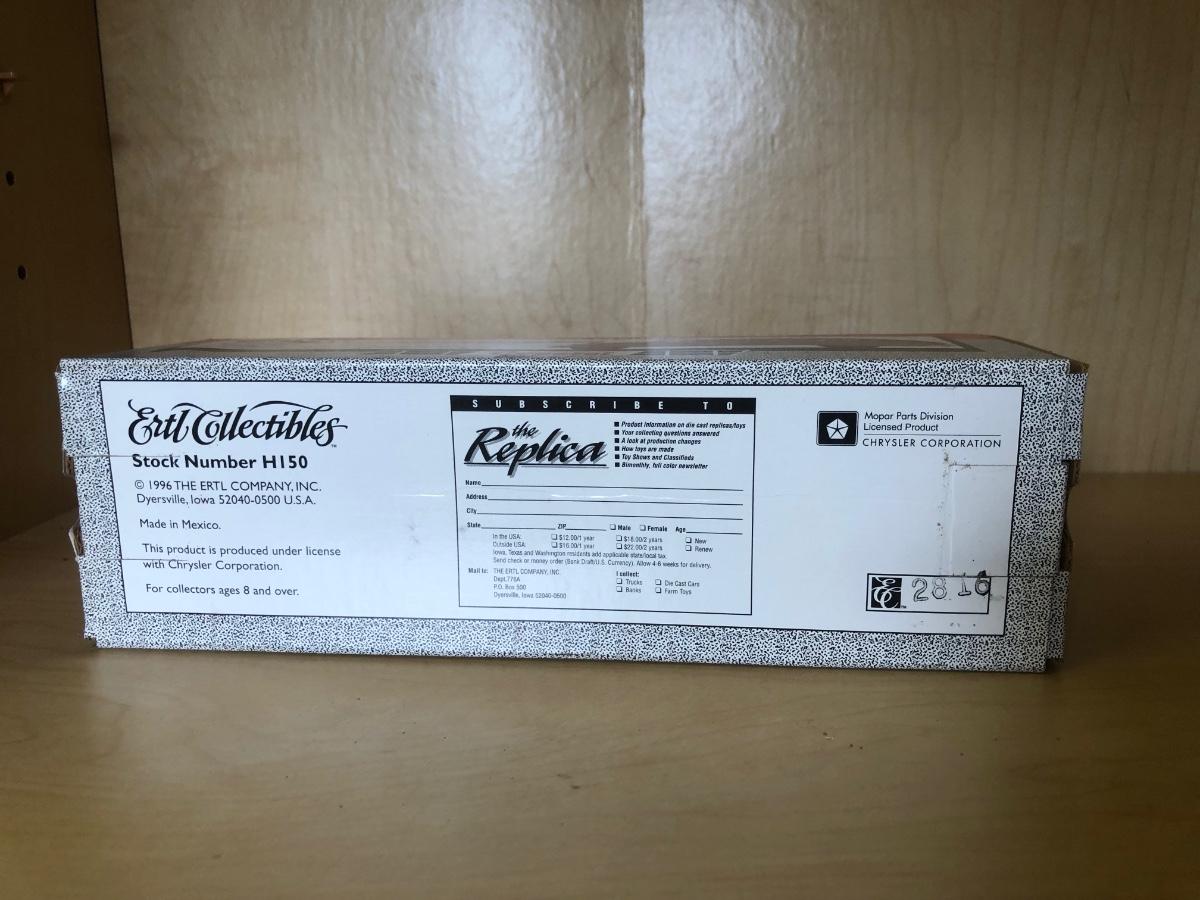 Ertl Collectibles™
Stock Number H150
© 1996 THE ERTL COMPANY, INC.
Dyersville, Iowa 52040-0500 U.S.A.
Made in Mexico.
This product is produced under license
with Chrysler Corporation.
For collectors ages 8 and over.
SUBSCRIBE TO
the
Replica
■ Product information on die cast replicas/toys
■ Your collecting questions answered
■ A look at production changes
■ How toys are made
■ Toy Shows and Classifieds
■ Bimonthly, full color newsletter
Name
Address
City
State ZIP ❏ Male ❏ Female Age
In the USA: ❏ $12.00/1 year ❏ $18.00/2 years ❏ New
Outside USA: ❏ $16.00/1 year ❏ $22.00/2 years ❏ Renew
Iowa, Texas and Washington residents add applicable state/local tax.
Send check or money order (Bank Draft/U.S. Currency). Allow 4-6 weeks for delivery.
Mail to: THE ERTL COMPANY, INC.
Dept. 776A
P.O. Box 500
Dyersville, Iowa 52040-0500
I collect:
❏ Trucks ❏ Die Cast Cars
❏ Banks ❏ Farm Toys
Mopar Parts Division
Licensed Product
CHRYSLER CORPORATION
28 16